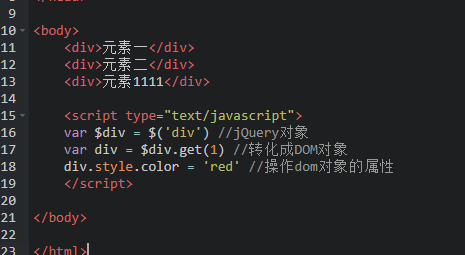 9
10 <body>
11 <div>元素一</div>
12 <div>元素二</div>
13 <div>元素1111</div>
14
15 <script type="text/javascript">
16 var $div = $('div') //jQuery对象
17 var div = $div.get(1) //转化成DOM对象
18 div.style.color = 'red' //操作dom对象的属性
19 </script>
20
21 </body>
22
23 </html>